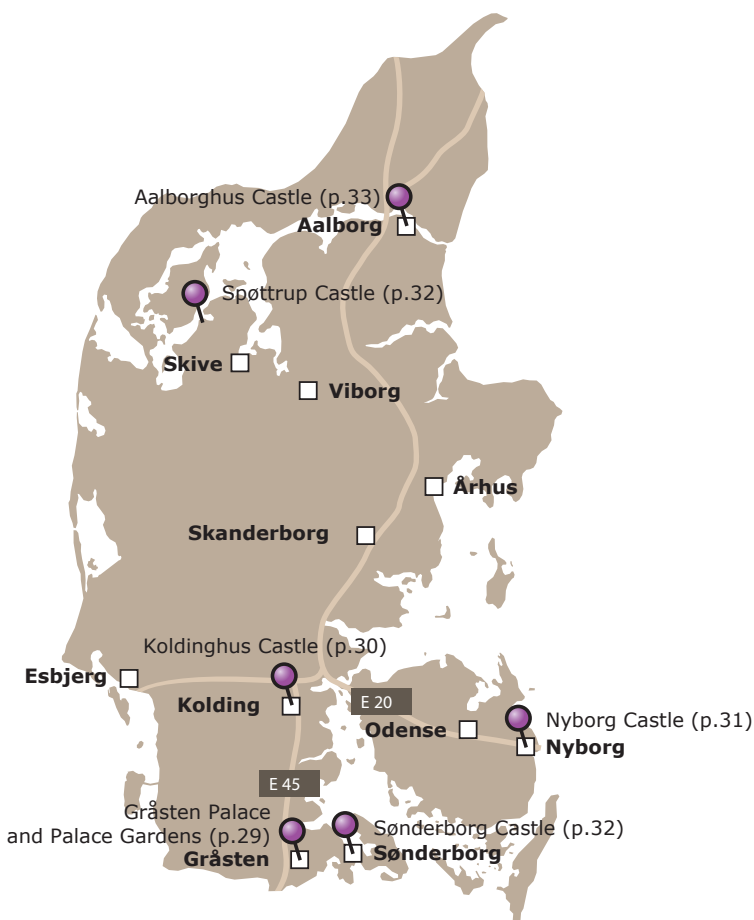 Aalborghus Castle (p.33)
Aalborg
Spøttrup Castle (p.32)
Skive
Viborg
Århus
Skanderborg
Koldinghus Castle (p.30)
Esbjerg
Kolding
E 20
Odense
Nyborg Castle (p.31)
Nyborg
E 45
Gråsten Palace
and Palace Gardens (p.29)
Gråsten
Sønderborg Castle (p.32)
Sønderborg